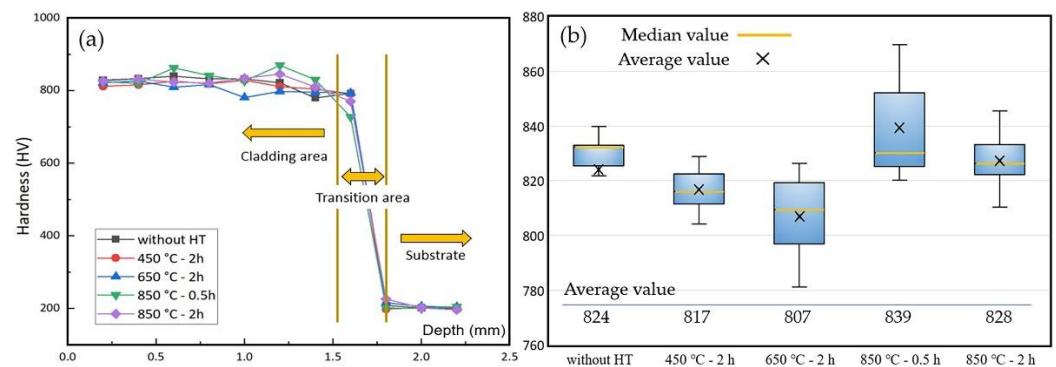 (a)
Hardness (HV)
1000
800
600
400
200
0
Cladding area
Transition area
Substrate
without HT
450 °C - 2h
650 °C - 2h
850 °C - 0.5h
850 °C - 2h
Depth (mm)
0.0 0.5 1.0 1.5 2.0 2.5
(b)
Median value
Average value
880
860
840
820
800
780
760
Average value
824 817 807 839 828
without HT 450 °C - 2 h 650 °C - 2 h 850 °C - 0.5 h 850 °C - 2 h